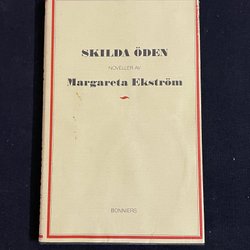 SKILDA ÖDEN
NOVELLER AV
Margareta Ekström
BONNIERS